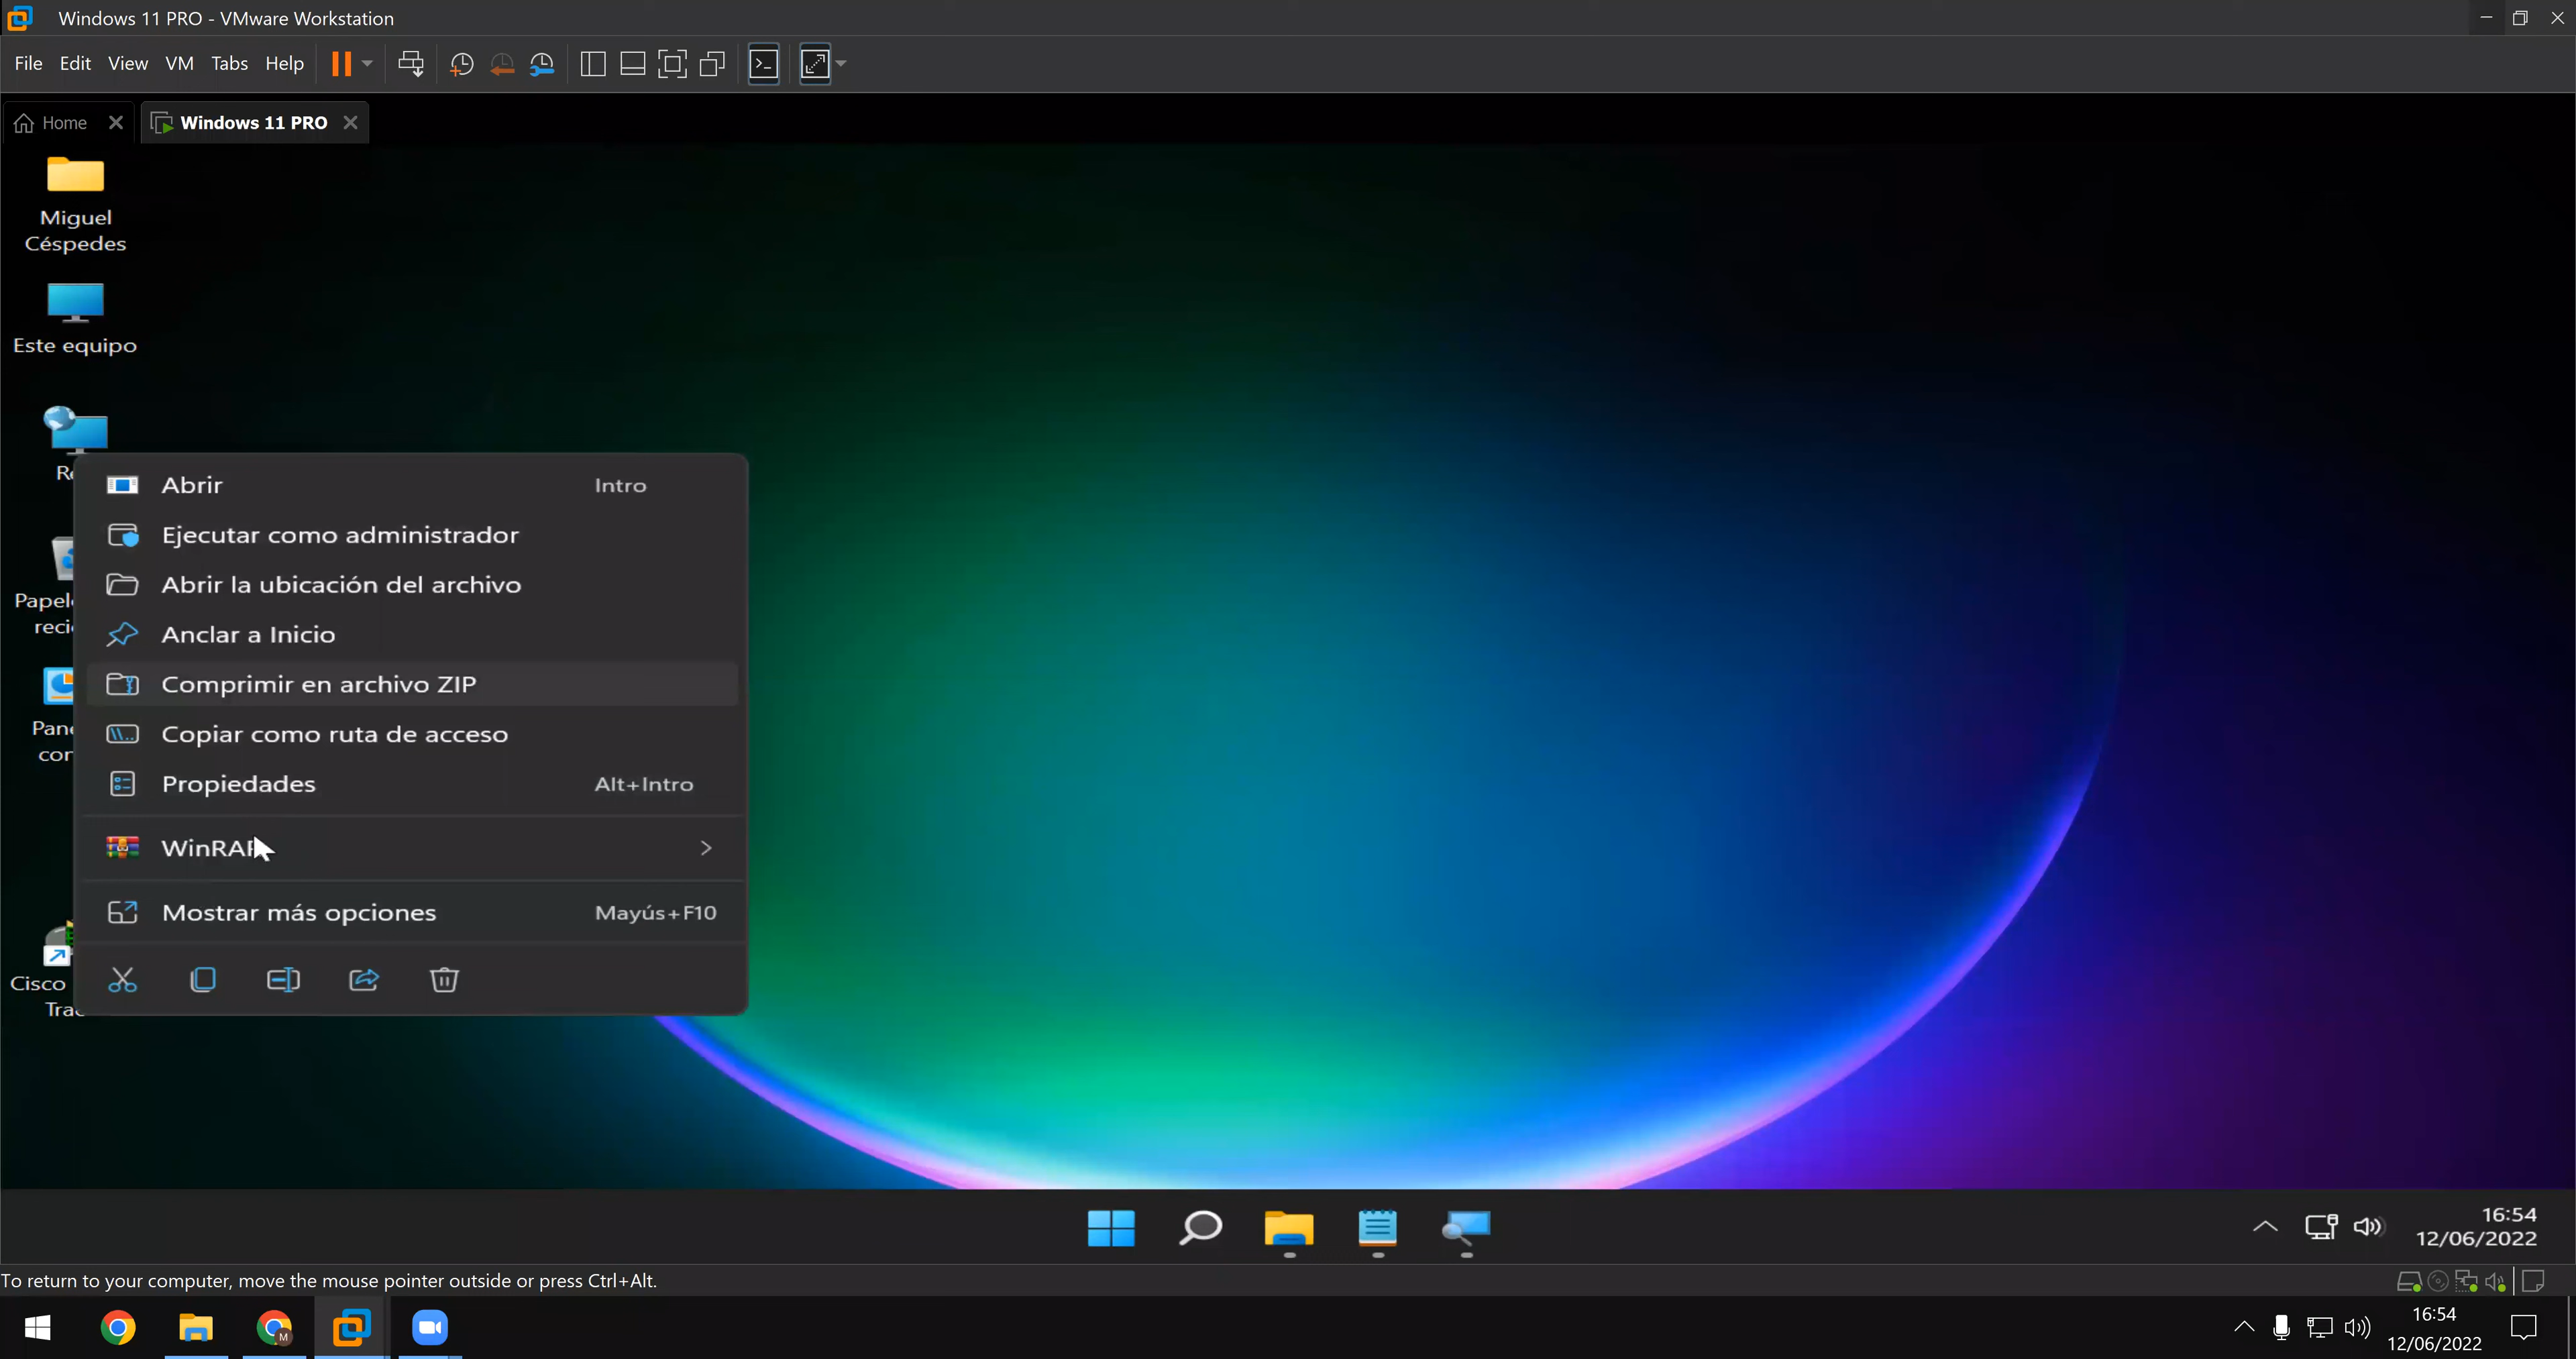 Windows 11 PRO - VMware Workstation
File Edit View VM Tabs Help
Home Windows 11 PRO
Miguel
Céspedes
Este equipo
Abrir Intro
Ejecutar como administrador
Abrir la ubicación del archivo
Anclar a Inicio
Comprimir en archivo ZIP
Copiar como ruta de acceso
Propiedades Alt+Intro
WinRAR
Mostrar más opciones Mayús+F10
Cisco
16:54
12/06/2022
To return to your computer, move the mouse pointer outside or press Ctrl+Alt.
M
16:54
12/06/2022